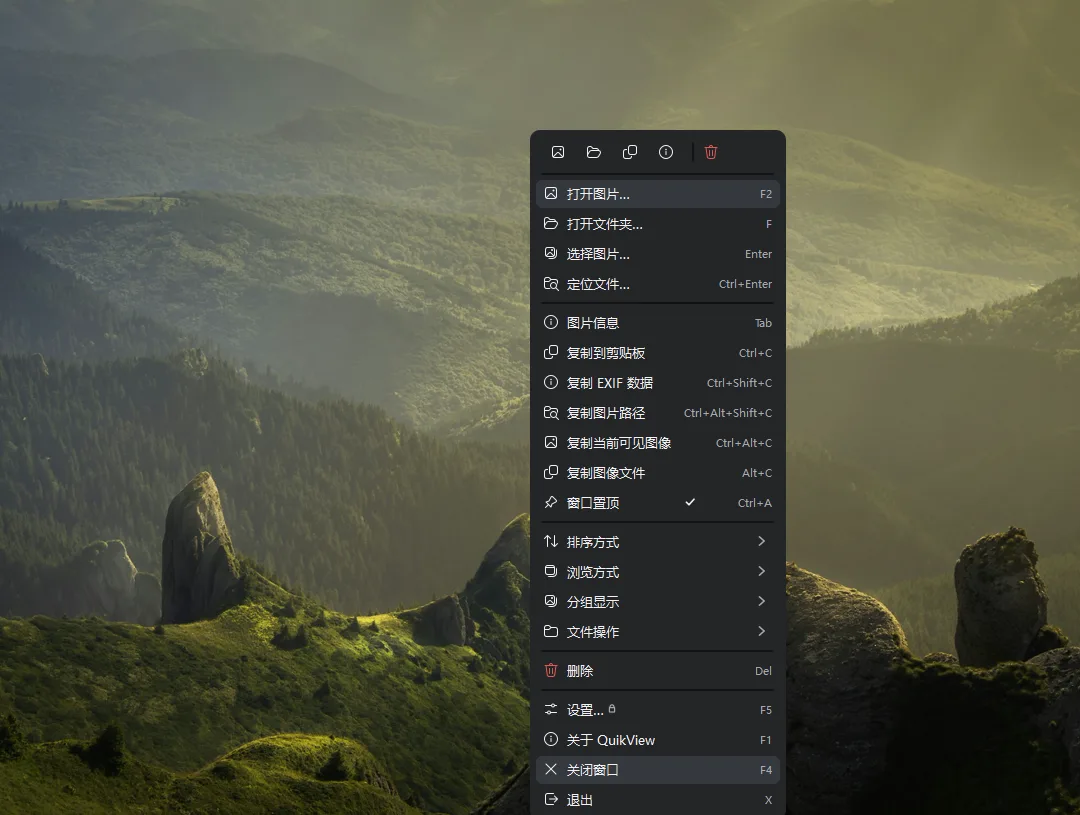 打开图片... F2
打开文件夹... F
选择图片... Enter
定位文件... Ctrl+Enter
图片信息 Tab
复制到剪贴板 Ctrl+C
复制 EXIF 数据 Ctrl+Shift+C
复制图片路径 Ctrl+Alt+Shift+C
复制当前可见图像 Ctrl+Alt+C
复制图像文件 Alt+C
窗口置顶 Ctrl+A
排序方式
浏览方式
分组显示
文件操作
删除 Del
设置... F5
关于 QuikView F1
关闭窗口 F4
退出 X